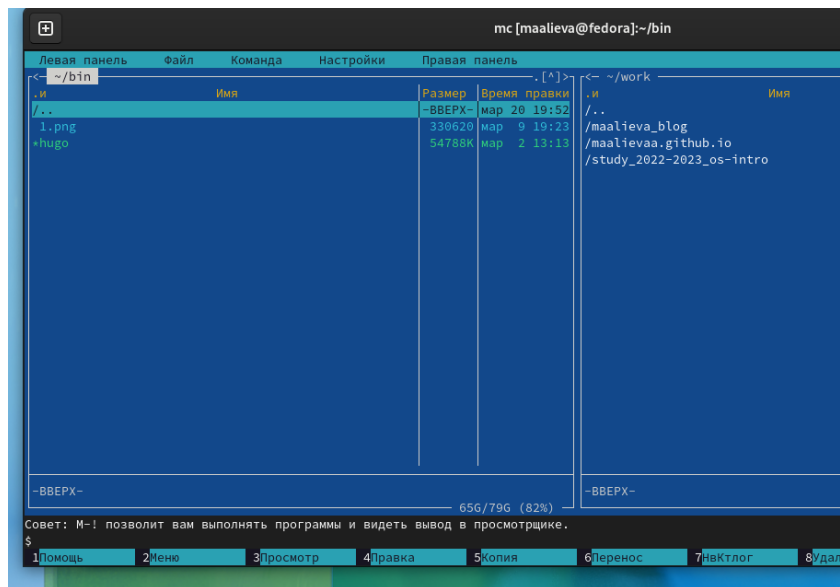 mc [maalieva@fedora]:~/bin
Левая панель Файл Команда Настройки Правая панель
<— ~/bin .[^]> <— ~/work
.и Имя Размер Время правки .и Имя
/.. -ВВЕРХ- мар 20 19:52 /..
1.png 330620 мар 9 19:23 /maalieva_blog
*hugo 54788K мар 2 13:13 /maalievaa.github.io
/study_2022-2023_os-intro
-ВВЕРХ- -ВВЕРХ-
65G/79G (82%)
Совет: M-! позволит вам выполнять программы и видеть вывод в просмотрщике.
$
1Помощь 2Меню 3Просмотр 4Правка 5Копия 6Перенос 7НвКтлог 8Удал